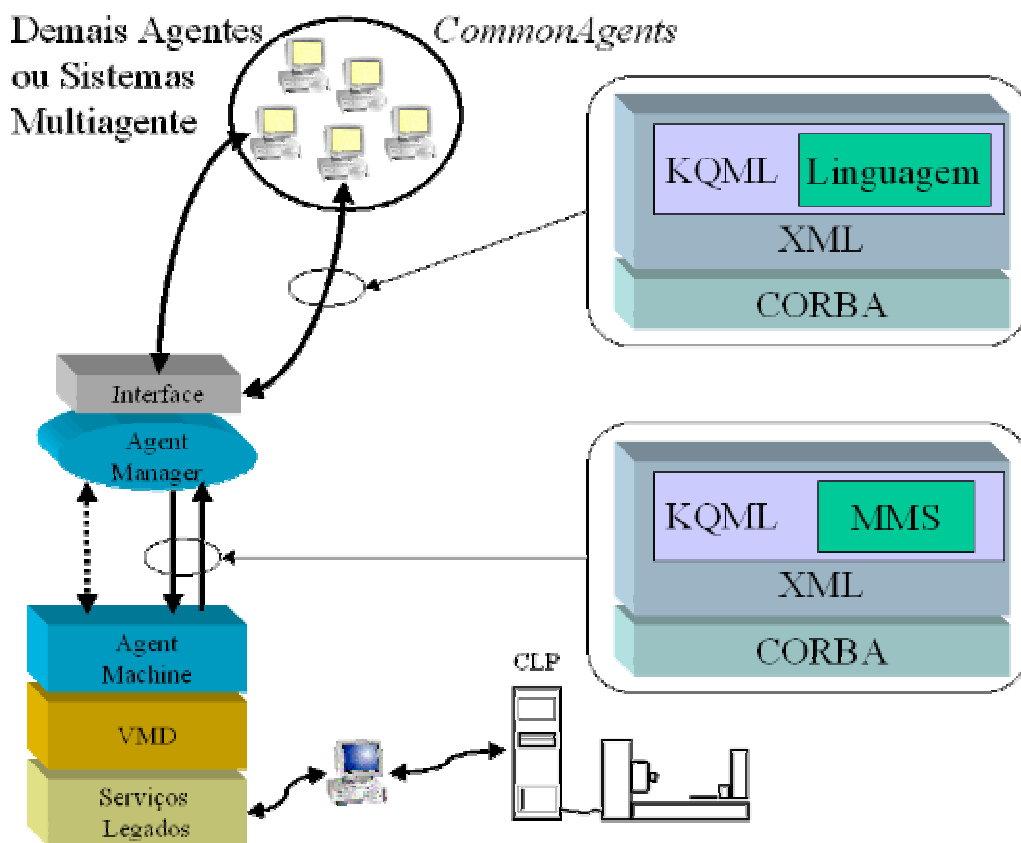 Demais Agentes
ou Sistemas
Multiagente
CommonAgents
KQML
Linguagem
XML
CORBA
Interface
Agent
Manager
KQML
MMS
XML
CORBA
Agent
Machine
VMD
Serviços
Legados
CLP